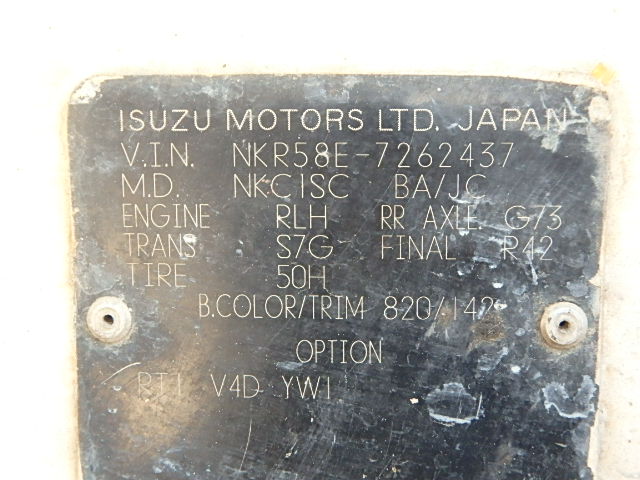 ISUZU MOTORS LTD. JAPAN
V.I.N. NKR58E-7262437
M.D. NKC1SC BA/JC
ENGINE RLH RR AXLE. G73
TRANS S7G FINAL R42
TIRE 50H
B.COLOR/TRIM 820/142
OPTION
RT1 V4D YW1